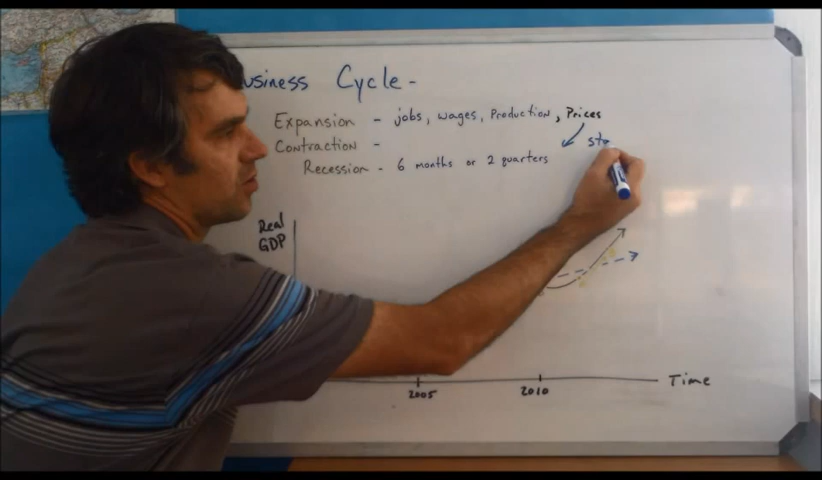 usiness Cycle -
Expansion - jobs, wages, Production, Prices
Contraction -
st
Recession - 6 months or 2 quarters
Real
GDP
Time
2005 2010